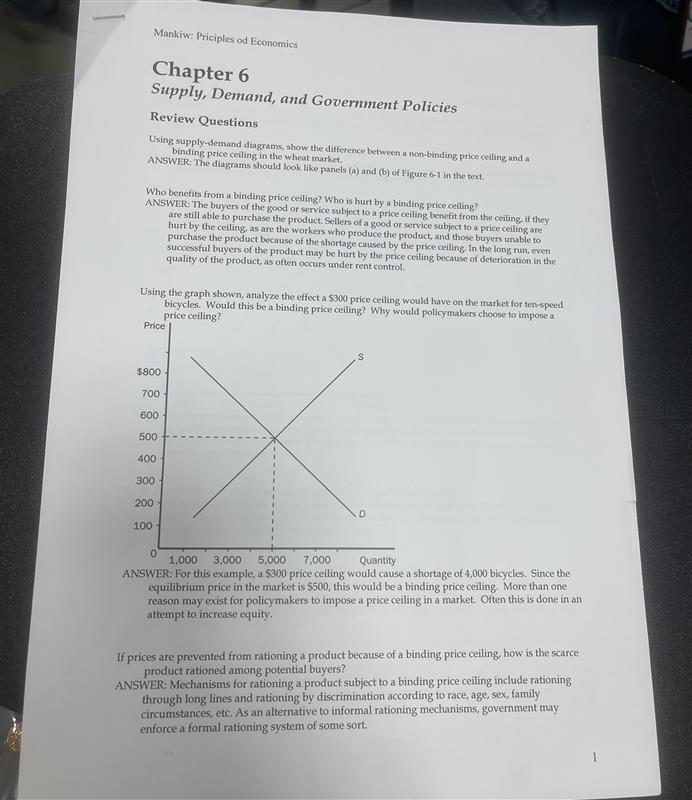 Mankiw: Priciples od Economics
Chapter 6
Supply, Demand, and Government Policies
Review Questions
Using supply-demand diagrams, show the difference between a non-binding price ceiling and a
binding price ceiling in the wheat market.
ANSWER: The diagrams should look like panels (a) and (b) of Figure 6-1 in the text.
Who benefits from a binding price ceiling? Who is hurt by a binding price ceiling?
ANSWER: The buyers of the good or service subject to a price ceiling benefit from the ceiling, if they
are still able to purchase the product. Sellers of a good or service subject to a price ceiling are
hurt by the ceiling, as are the workers who produce the product, and those buyers unable to
purchase the product because of the shortage caused by the price ceiling. In the long run, even
successful buyers of the product may be hurt by the price ceiling because of deterioration in the
quality of the product, as often occurs under rent control.
Using the graph shown, analyze the effect a $300 price ceiling would have on the market for ten-speed
bicycles. Would this be a binding price ceiling? Why would policymakers choose to impose a
price ceiling?
Price
S
$800
700
600
500
400
300
200
D
100
0
1,000 3,000 5,000 7,000 Quantity
ANSWER: For this example, a $300 price ceiling would cause a shortage of 4,000 bicycles. Since the
equilibrium price in the market is $500, this would be a binding price ceiling. More than one
reason may exist for policymakers to impose a price ceiling in a market. Often this is done in an
attempt to increase equity.
If prices are prevented from rationing a product because of a binding price ceiling, how is the scarce
product rationed among potential buyers?
ANSWER: Mechanisms for rationing a product subject to a binding price ceiling include rationing
through long lines and rationing by discrimination according to race, age, sex, family
circumstances, etc. As an alternative to informal rationing mechanisms, government may
enforce a formal rationing system of some sort.
1